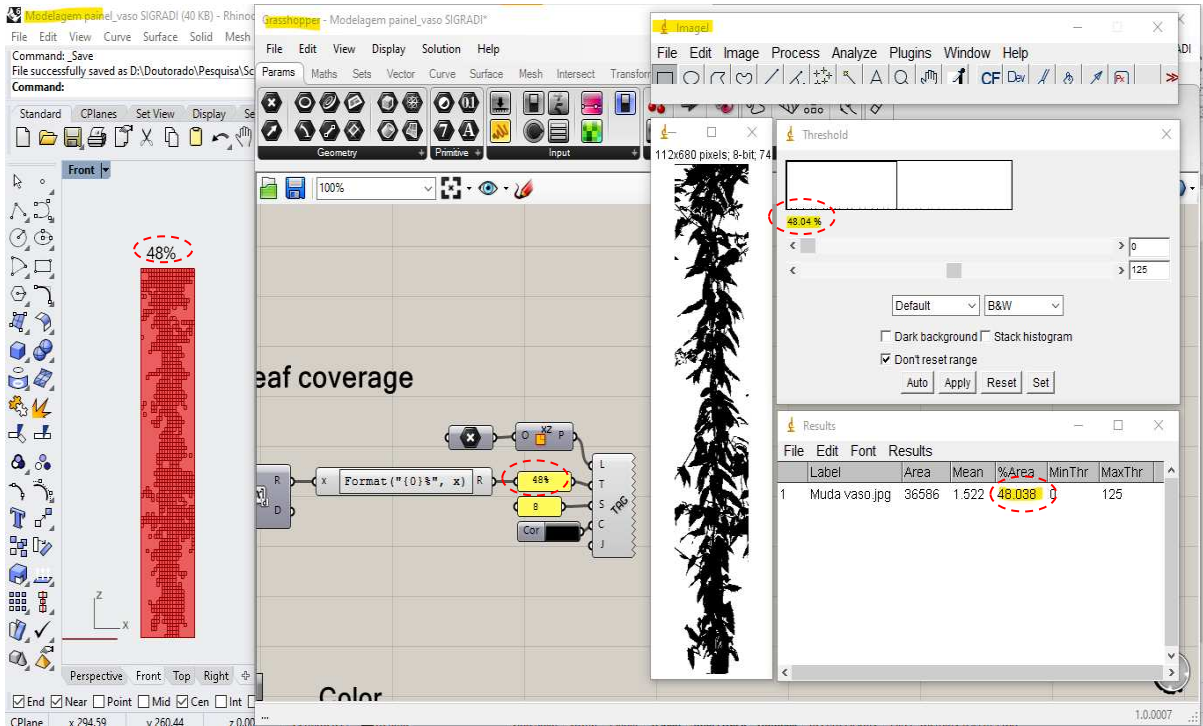 Modelagem painel_vaso SIGRADI (40 KB) - Rhino
File Edit View Curve Surface Solid Mesh
Command: _Save
File successfully saved as D:\Doutorado\Pesquisa\Sc
Command:
Standard CPlanes Set View Display Se
Front
48%
z
x
Perspective Front Top Right
End Near Point Mid Cen Int
CPlane x 294.59 y 260.44 z 0.00
Grasshopper - Modelagem painel_vaso SIGRADI*
File Edit View Display Solution Help
Params Maths Sets Vector Curve Surface Mesh Intersect Transfor
Geometry Primitive Input
100%
eaf coverage
O XZ P
R D
x Format("{0}%", x) R
48%
8
Cor
L T S C J
TAG
Color
1.0.0007
ImageJ
File Edit Image Process Analyze Plugins Window Help
CF Dev
112x680 pixels; 8-bit; 74
Threshold
48.04 %
0
125
Default B&W
Dark background Stack histogram
Don't reset range
Auto Apply Reset Set
Results
File Edit Font Results
Label Area Mean %Area MinThr MaxThr
1 Muda vaso.jpg 36586 1.522 48.038 0 125